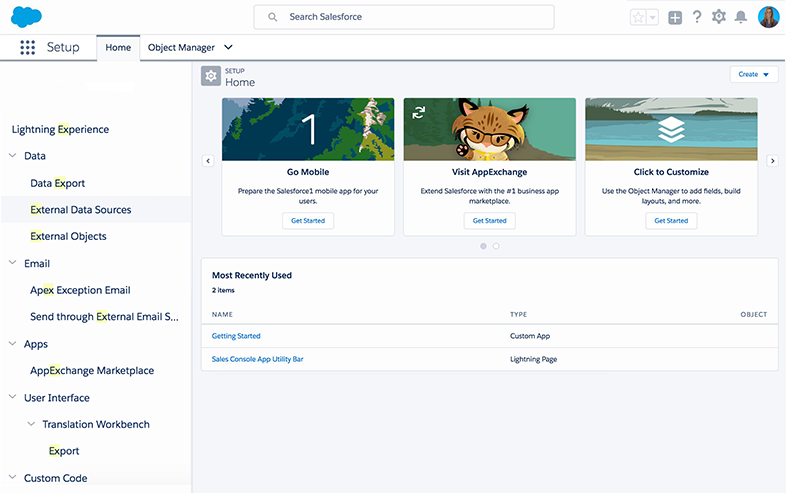 Search Salesforce
Setup
Home
Object Manager
Lightning Experience
Data
Data Export
External Data Sources
External Objects
Email
Apex Exception Email
Send through External Email S...
Apps
AppExchange Marketplace
User Interface
Translation Workbench
Export
Custom Code
SETUP
Home
Create
1
Go Mobile
Prepare the Salesforce1 mobile app for your
users.
Get Started
Visit AppExchange
Extend Salesforce with the #1 business app
marketplace.
Get Started
Click to Customize
Use the Object Manager to add fields, build
layouts, and more.
Get Started
Most Recently Used
2 items
NAME TYPE OBJECT
Getting Started Custom App
Sales Console App Utility Bar Lightning Page